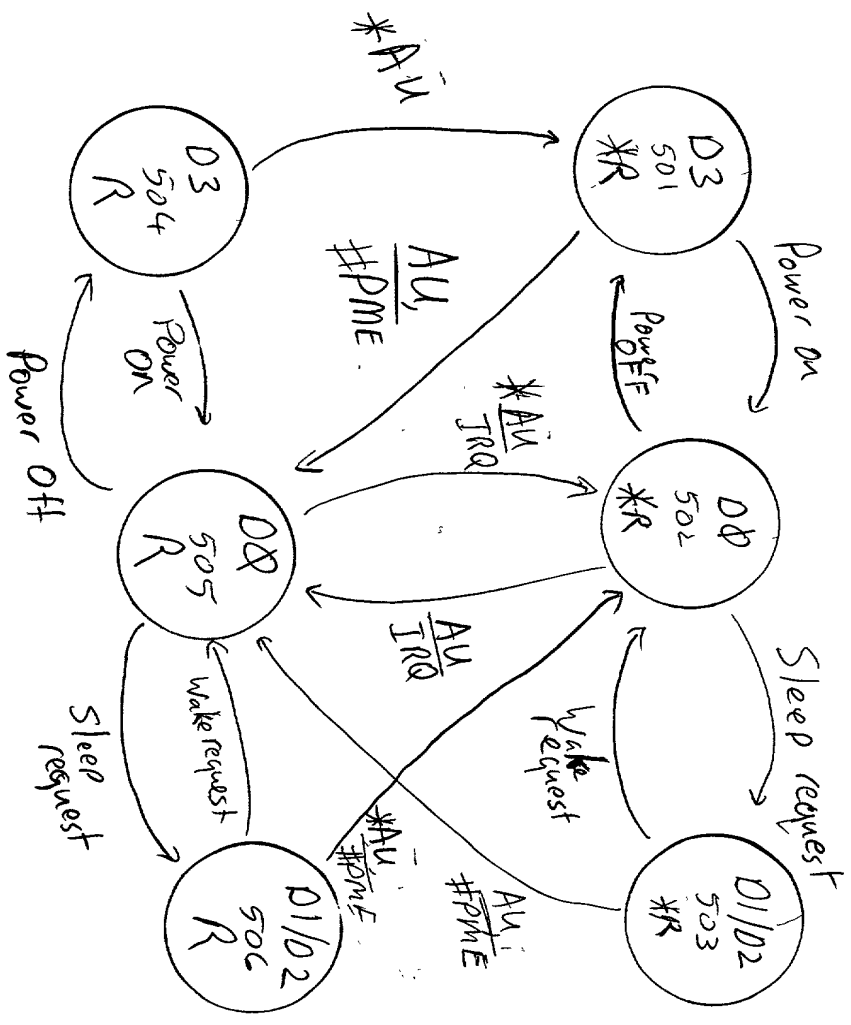 Power on
Sleep request
D3
501
*R
DØ
502
*R
D1/D2
503
*R
Power
OFF
Wake
request
*AU
AU,
#PME
*AU
IRQ
AU
IRQ
AU
#PME
*AU
#PME
D3
504
R
Power
on
DØ
505
R
Wake request
D1/D2
506
R
Power Off
Sleep
request